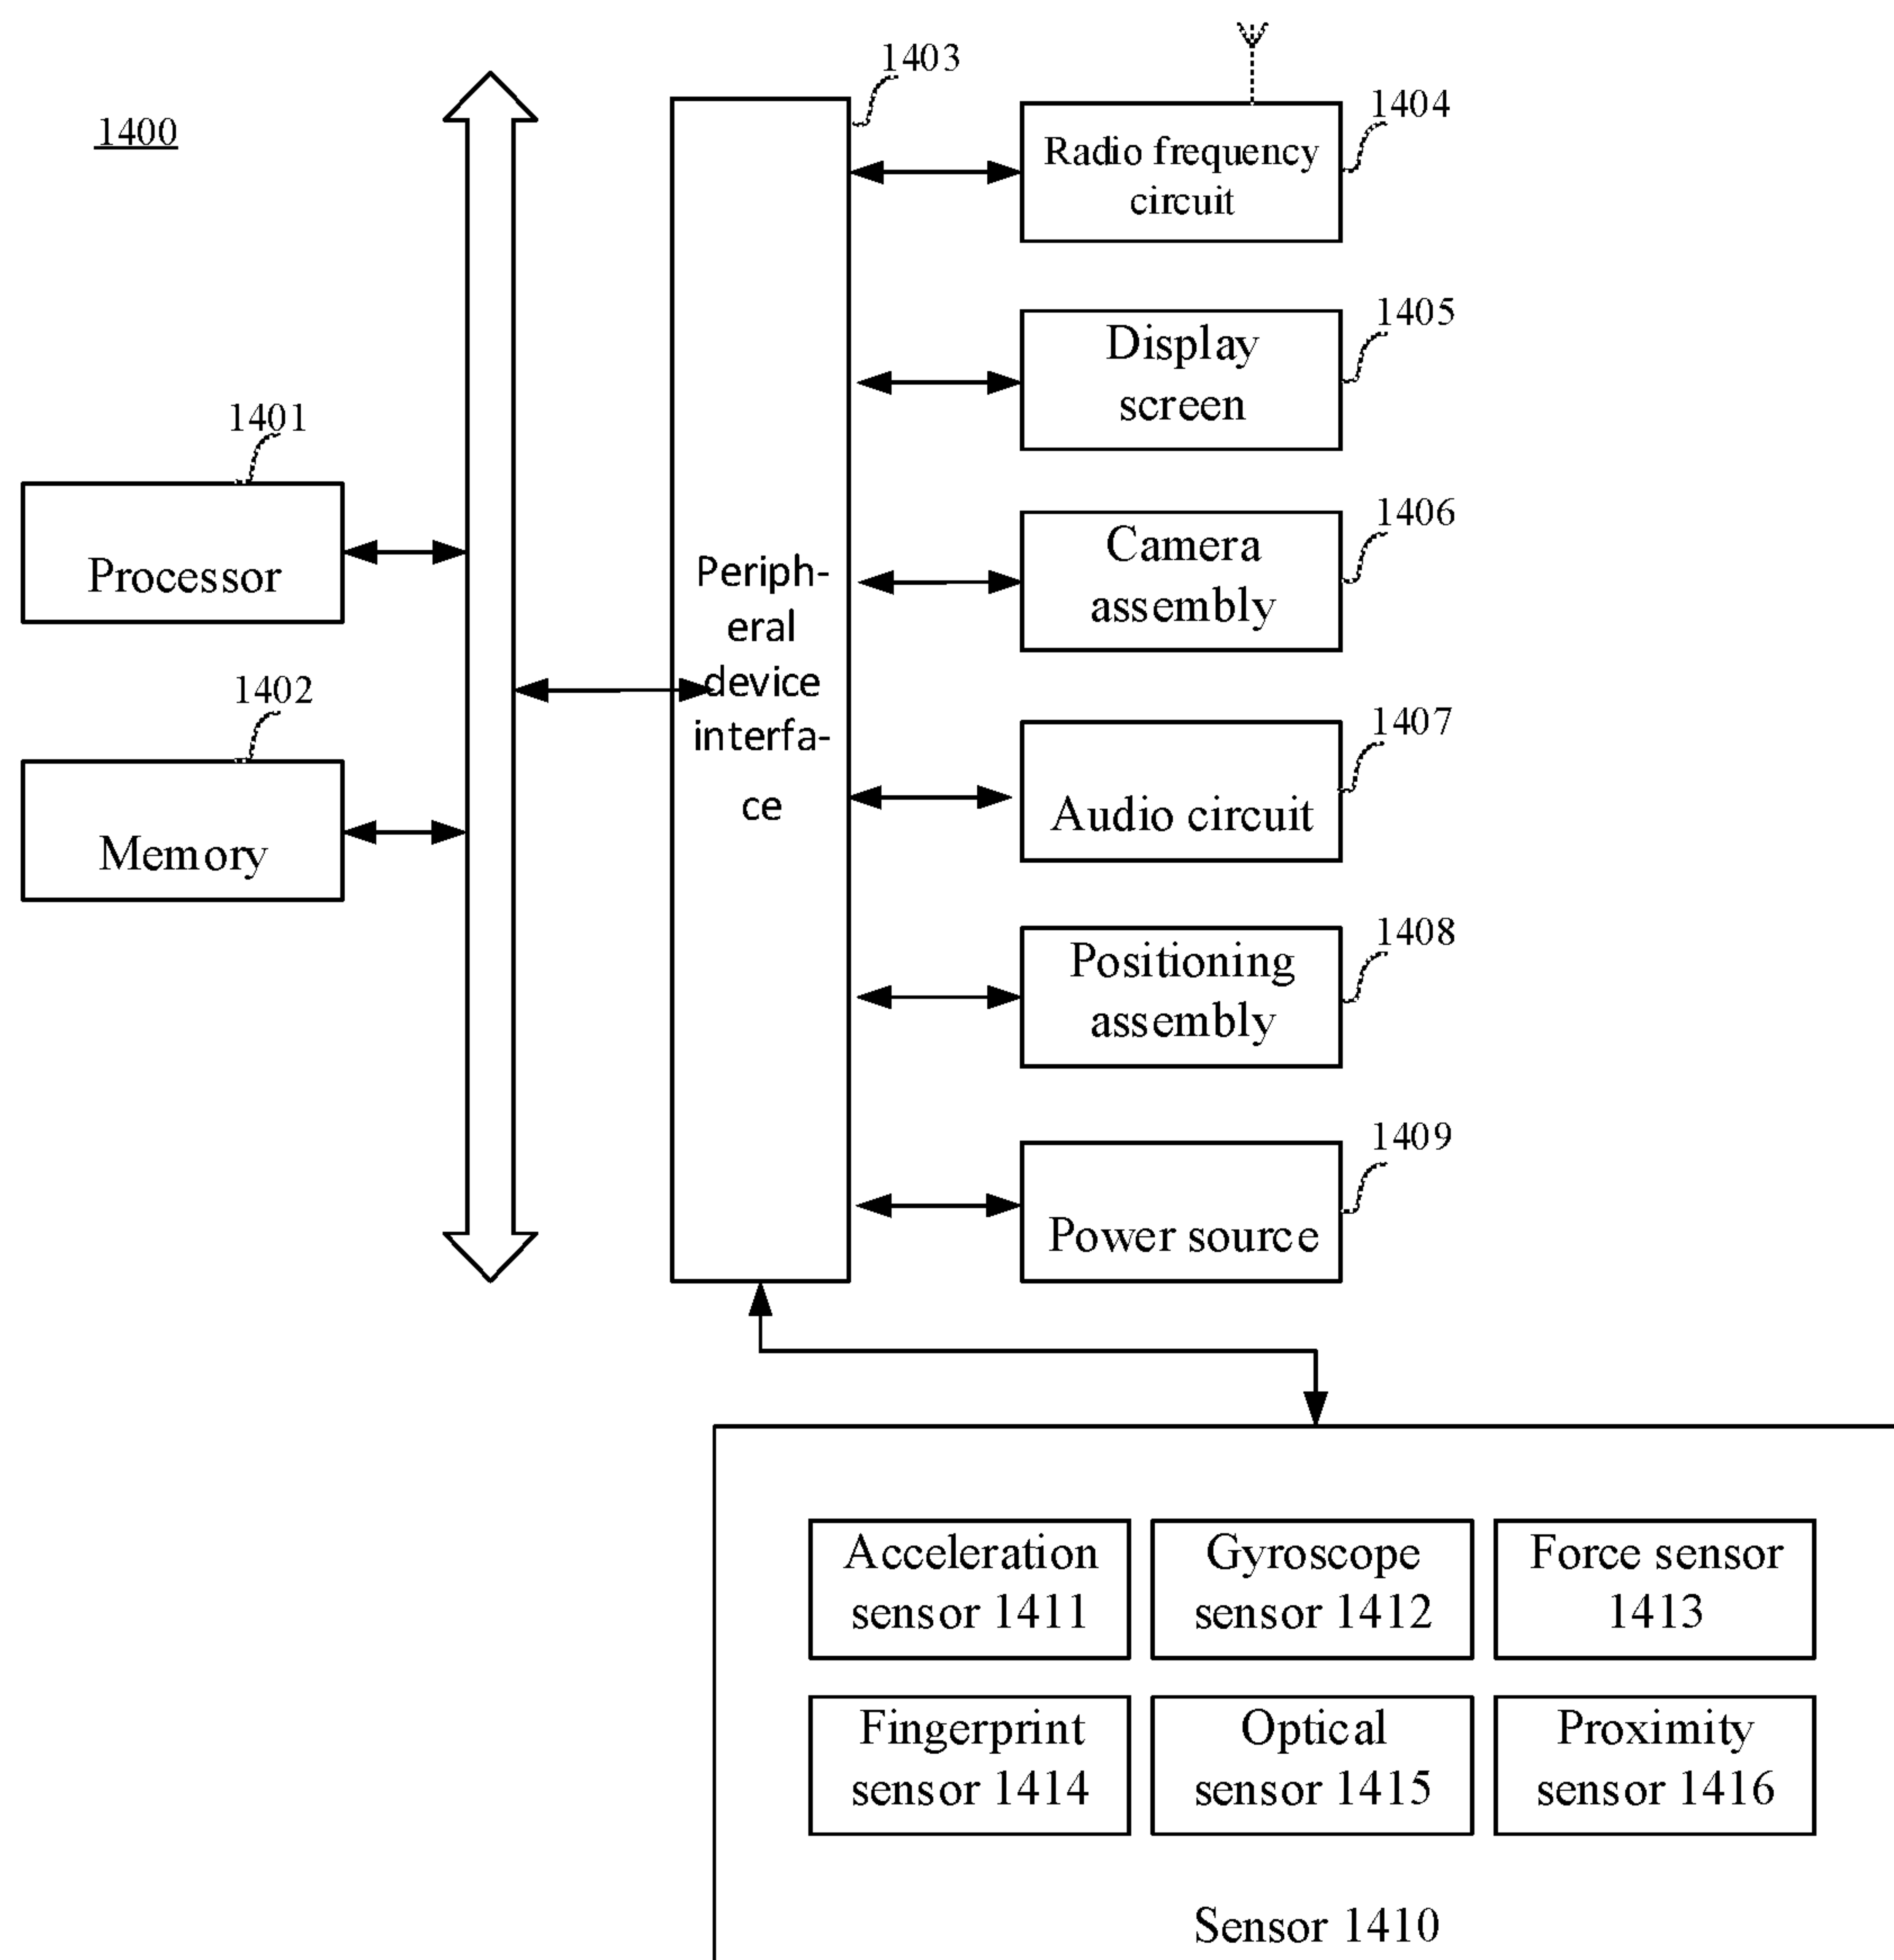 1400
1403
1404
Radio frequency
circuit
1405
Display
screen
1401
Processor
1406
Camera
assembly
Periph-
eral
device
interfa-
ce
1402
Memory
1407
Audio circuit
1408
Positioning
assembly
1409
Power source
Acceleration
sensor 1411
Gyroscope
sensor 1412
Force sensor
1413
Fingerprint
sensor 1414
Optical
sensor 1415
Proximity
sensor 1416
Sensor 1410